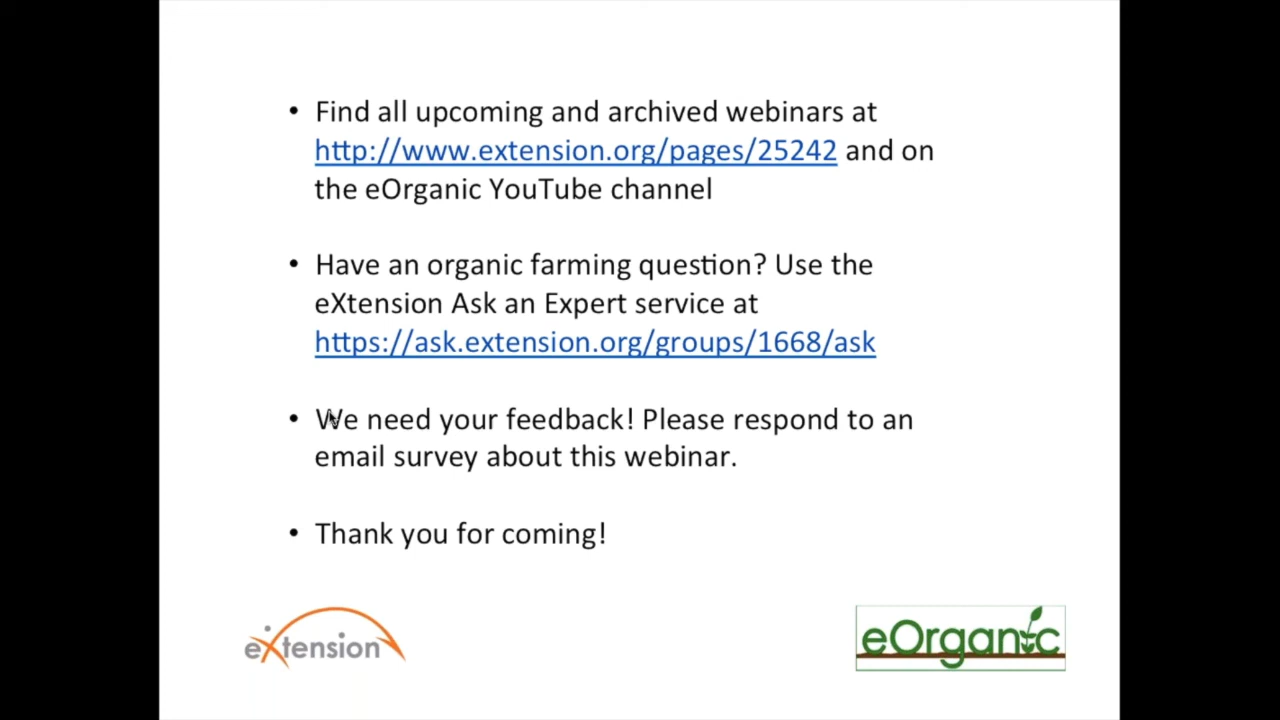 • Find all upcoming and archived webinars at
http://www.extension.org/pages/25242 and on
the eOrganic YouTube channel
• Have an organic farming question? Use the
eXtension Ask an Expert service at
https://ask.extension.org/groups/1668/ask
• We need your feedback! Please respond to an
email survey about this webinar.
• Thank you for coming!
eXtension
eOrganic